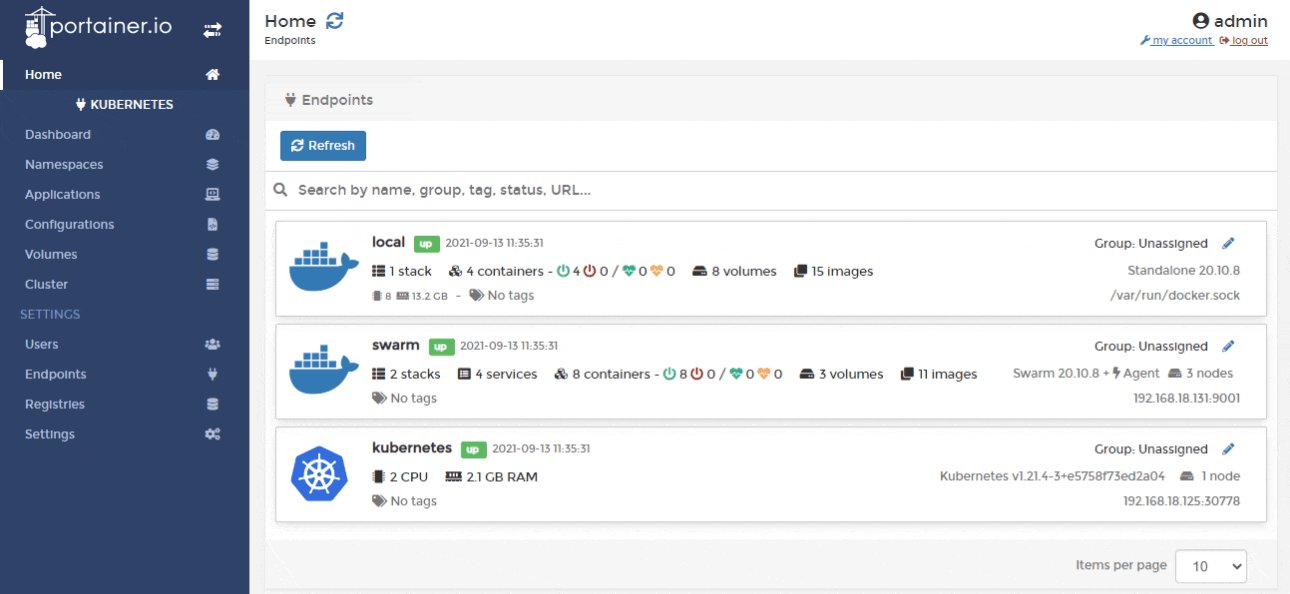 portainer.io
Home
KUBERNETES
Dashboard
Namespaces
Applications
Configurations
Volumes
Cluster
SETTINGS
Users
Endpoints
Registries
Settings
Home
Endpoints
admin
my account log out
Endpoints
Refresh
Search by name, group, tag, status, URL...
local up 2021-09-13 11:35:31 Group: Unassigned
1 stack 4 containers - 4 0 / 0 0 8 volumes 15 images Standalone 20.10.8
8 13.2 GB - No tags /var/run/docker.sock
swarm up 2021-09-13 11:35:31 Group: Unassigned
2 stacks 4 services 8 containers - 8 0 / 0 0 3 volumes 11 images Swarm 20.10.8 + Agent 3 nodes
No tags 192.168.18.131:9001
kubernetes up 2021-09-13 11:35:31 Group: Unassigned
2 CPU 2.1 GB RAM Kubernetes v1.21.4-3+e5758f73ed2a04 1 node
No tags 192.168.18.125:30778
Items per page 10